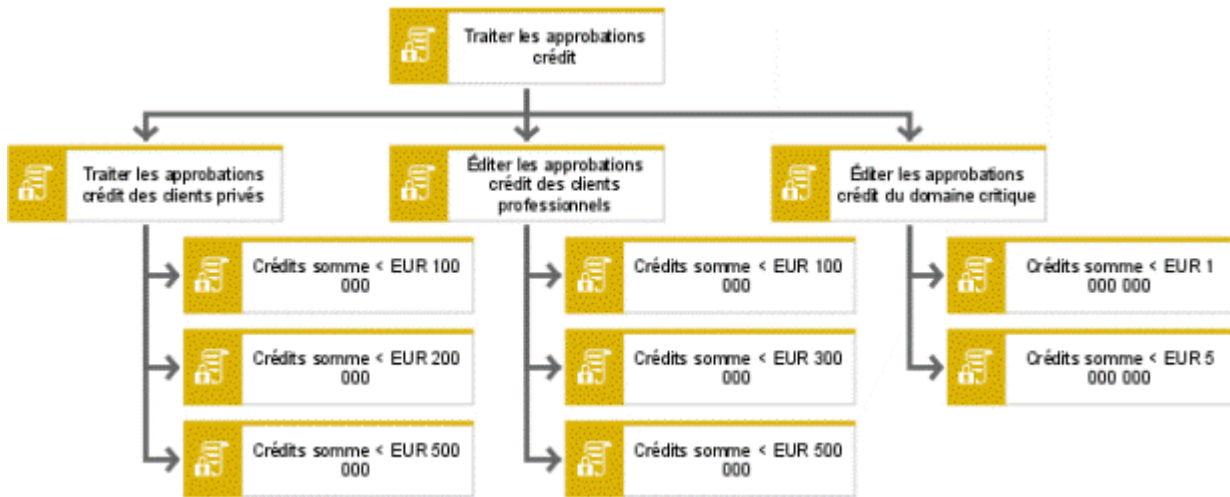 Traiter les approbations
crédit
Traiter les approbations
crédit des clients privés
Éditer les approbations
crédit des clients
professionnels
Éditer les approbations
crédit du domaine critique
Crédits somme < EUR 100
000
Crédits somme < EUR 200
000
Crédits somme < EUR 500
000
Crédits somme < EUR 100
000
Crédits somme < EUR 300
000
Crédits somme < EUR 500
000
Crédits somme < EUR 1
000 000
Crédits somme < EUR 5
000 000